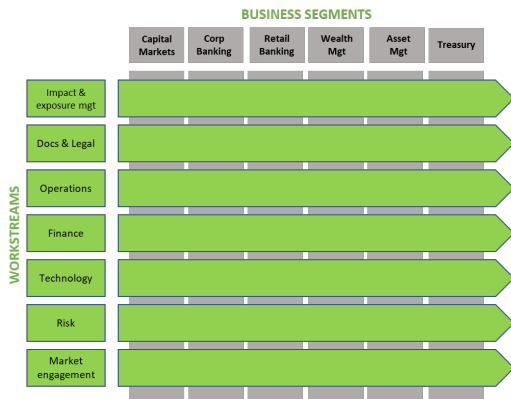 BUSINESS SEGMENTS
Capital
Markets
Corp
Banking
Retail
Banking
Wealth
Mgt
Asset
Mgt
Treasury
WORKSTREAMS
Impact &
exposure mgt
Docs & Legal
Operations
Finance
Technology
Risk
Market
engagement